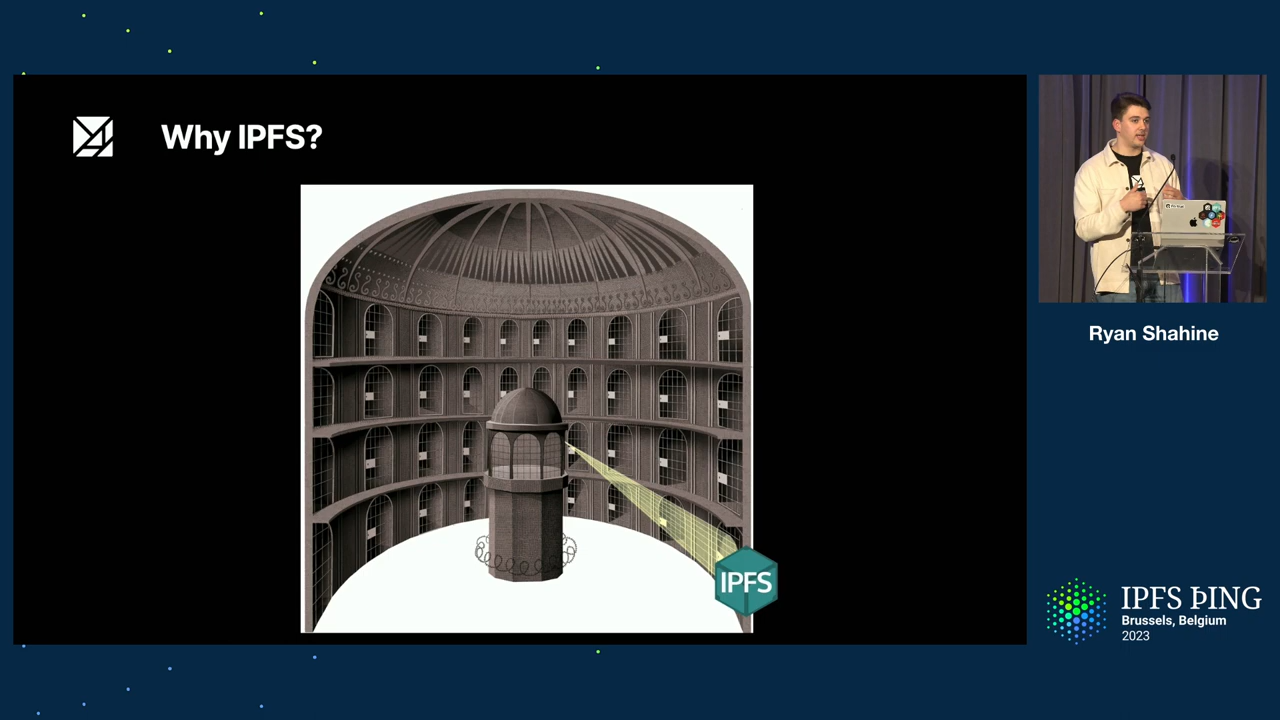 Why IPFS?
IPFS
Ryan Shahine
IPFS ÞING
Brussels, Belgium
2023